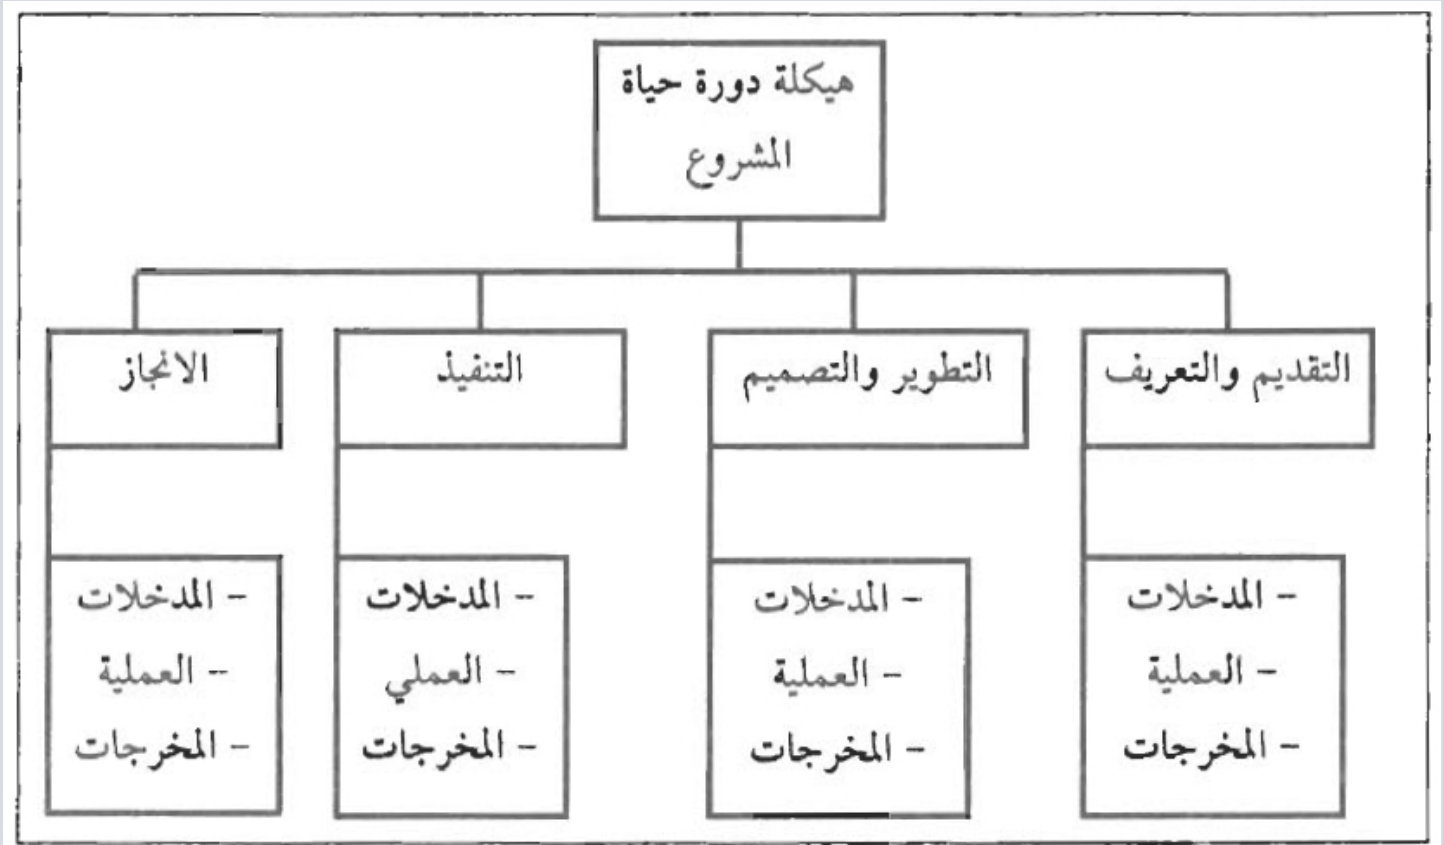 هيكلة دورة حياة
المشروع
التقديم والتعريف
التطوير والتصميم
التنفيذ
الانجاز
- المدخلات
- العملية
- المخرجات
- المدخلات
- العملية
- المخرجات
- المدخلات
- العملي
- المخرجات
- المدخلات
- العملية
- المخرجات